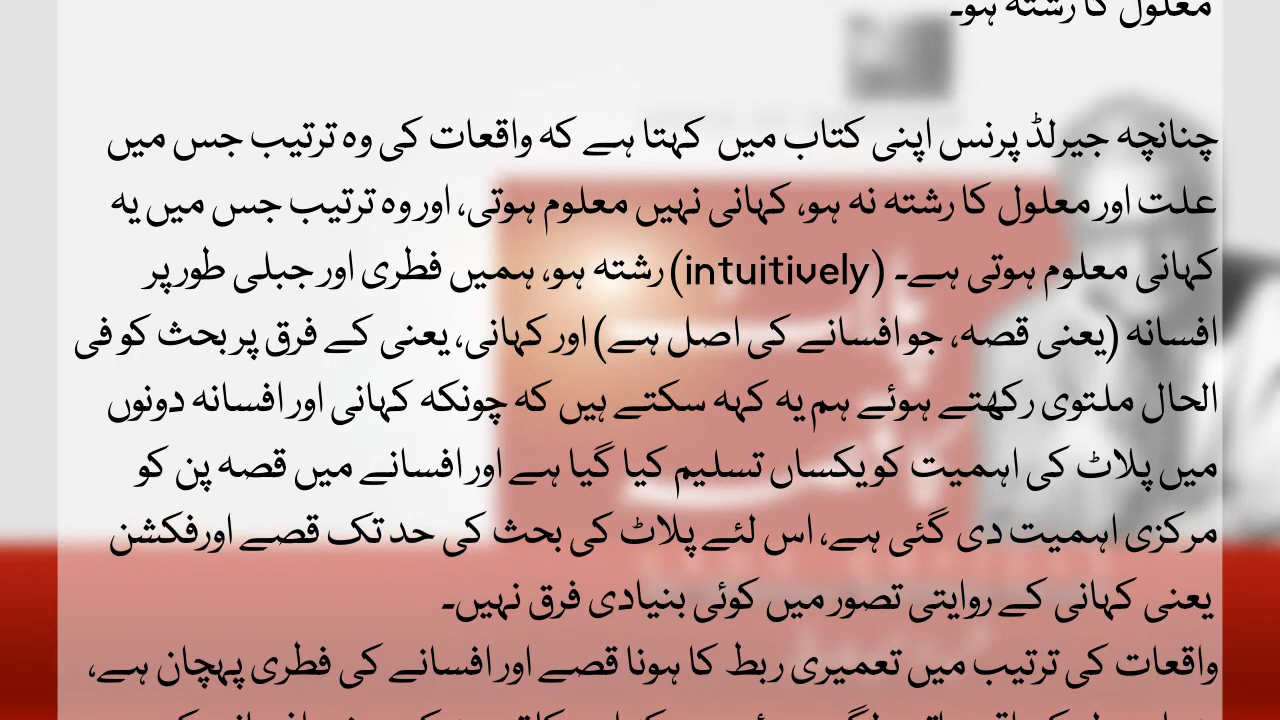 معلول کا رشتہ ہو۔
چنانچہ جیرلڈ پرنس اپنی کتاب میں کہتا ہے کہ واقعات کی وہ ترتیب جس میں
علت اور معلول کا رشتہ نہ ہو، کہانی نہیں معلوم ہوتی، اور وہ ترتیب جس میں یہ
کہانی معلوم ہوتی ہے۔ (intuitively) رشتہ ہو، ہمیں فطری اور جبلی طور پر
افسانہ (یعنی قصہ، جو افسانے کی اصل ہے) اور کہانی، یعنی کے فرق پر بحث کو فی
الحال ملتوی رکھتے ہوئے ہم یہ کہہ سکتے ہیں کہ چونکہ کہانی اور افسانہ دونوں
میں پلاٹ کی اہمیت کو یکساں تسلیم کیا گیا ہے اور افسانے میں قصہ پن کو
مرکزی اہمیت دی گئی ہے، اس لئے پلاٹ کی بحث کی حد تک قصے اور فکشن
یعنی کہانی کے روایتی تصور میں کوئی بنیادی فرق نہیں۔
واقعات کی ترتیب میں تعمیری ربط کا ہونا قصے اور افسانے کی فطری پہچان ہے،